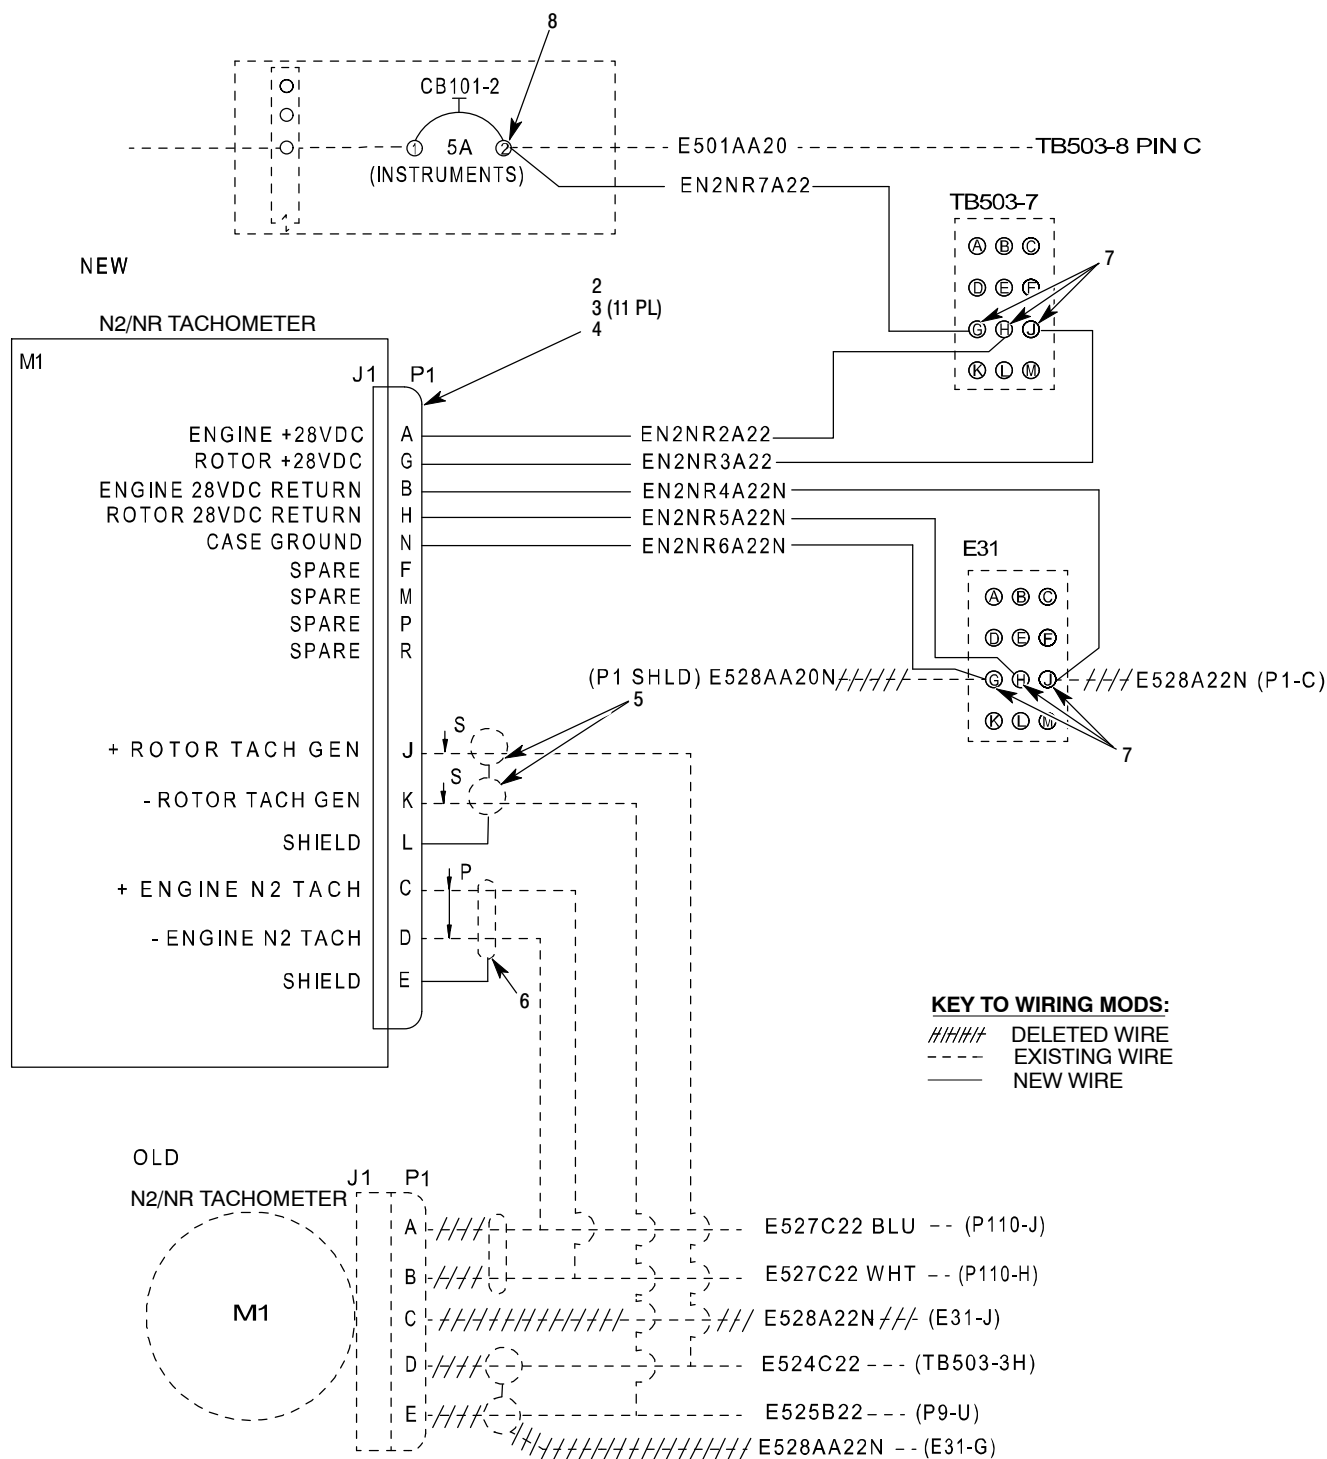 8
CB101-2
1 5A 2
(INSTRUMENTS)
E501AA20
TB503-8 PIN C
EN2NR7A22
TB503-7
A B C
D E F
G H J
K L M
7
NEW
2
3 (11 PL)
4
N2/NR TACHOMETER
M1
J1 P1
ENGINE +28VDC A EN2NR2A22
ROTOR +28VDC G EN2NR3A22
ENGINE 28VDC RETURN B EN2NR4A22N
ROTOR 28VDC RETURN H EN2NR5A22N
CASE GROUND N EN2NR6A22N
SPARE F
SPARE M
SPARE P
SPARE R
E31
A B C
D E F
G H J
K L M
7
(P1 SHLD) E528AA20N
E528A22N (P1-C)
5
+ ROTOR TACH GEN J S
- ROTOR TACH GEN K S
SHIELD L
+ ENGINE N2 TACH C P
- ENGINE N2 TACH D
SHIELD E
6
KEY TO WIRING MODS:
DELETED WIRE
EXISTING WIRE
NEW WIRE
OLD
N2/NR TACHOMETER
J1 P1
M1
A E527C22 BLU -- (P110-J)
B E527C22 WHT -- (P110-H)
C E528A22N (E31-J)
D E524C22 --- (TB503-3H)
E E525B22 --- (P9-U)
E528AA22N -- (E31-G)